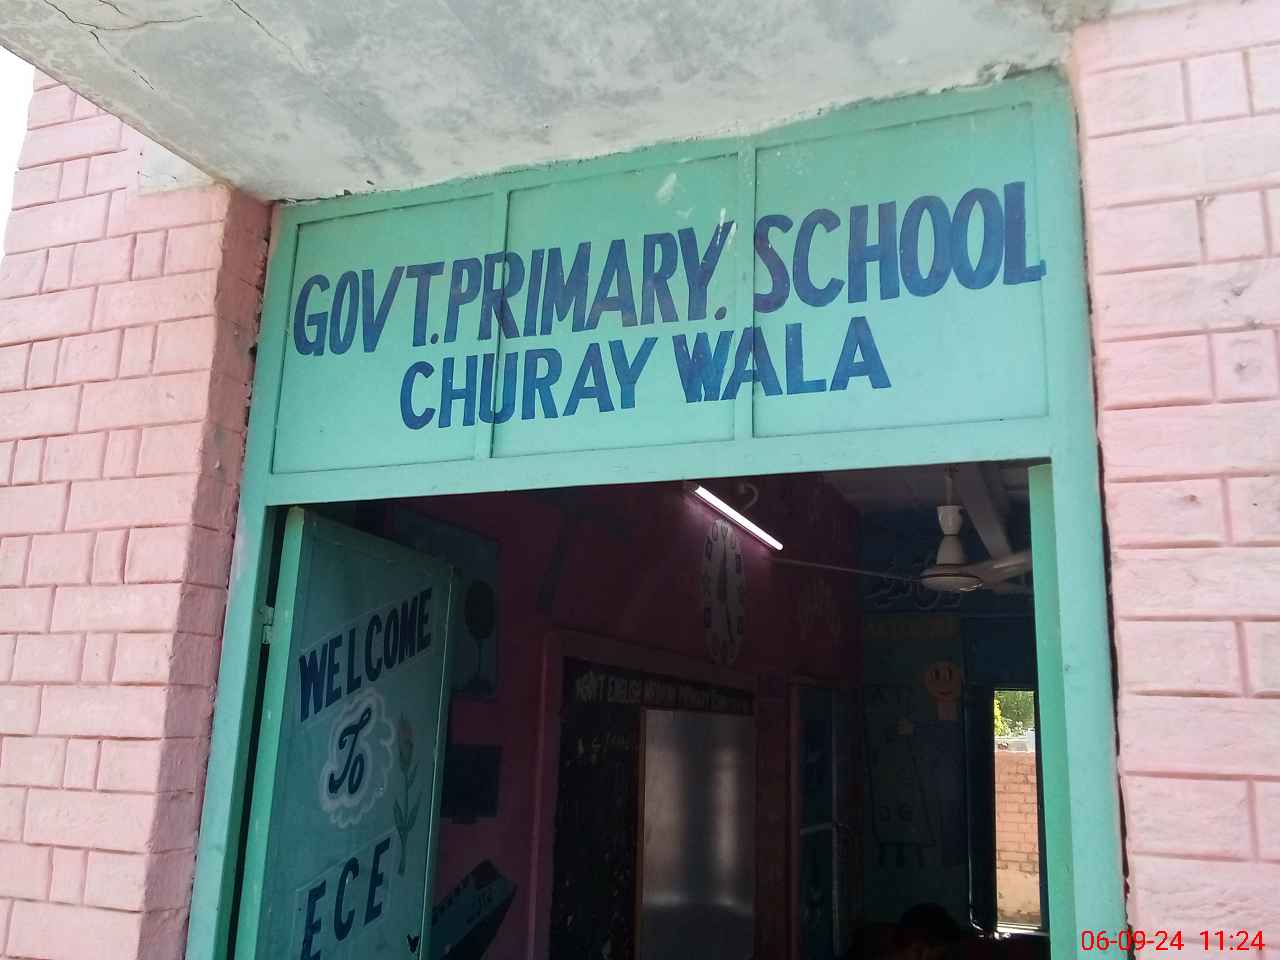 GOVT.PRIMARY. SCHOOL
CHURAY WALA
WELCOME
To
ECE
06-09-24 11:24